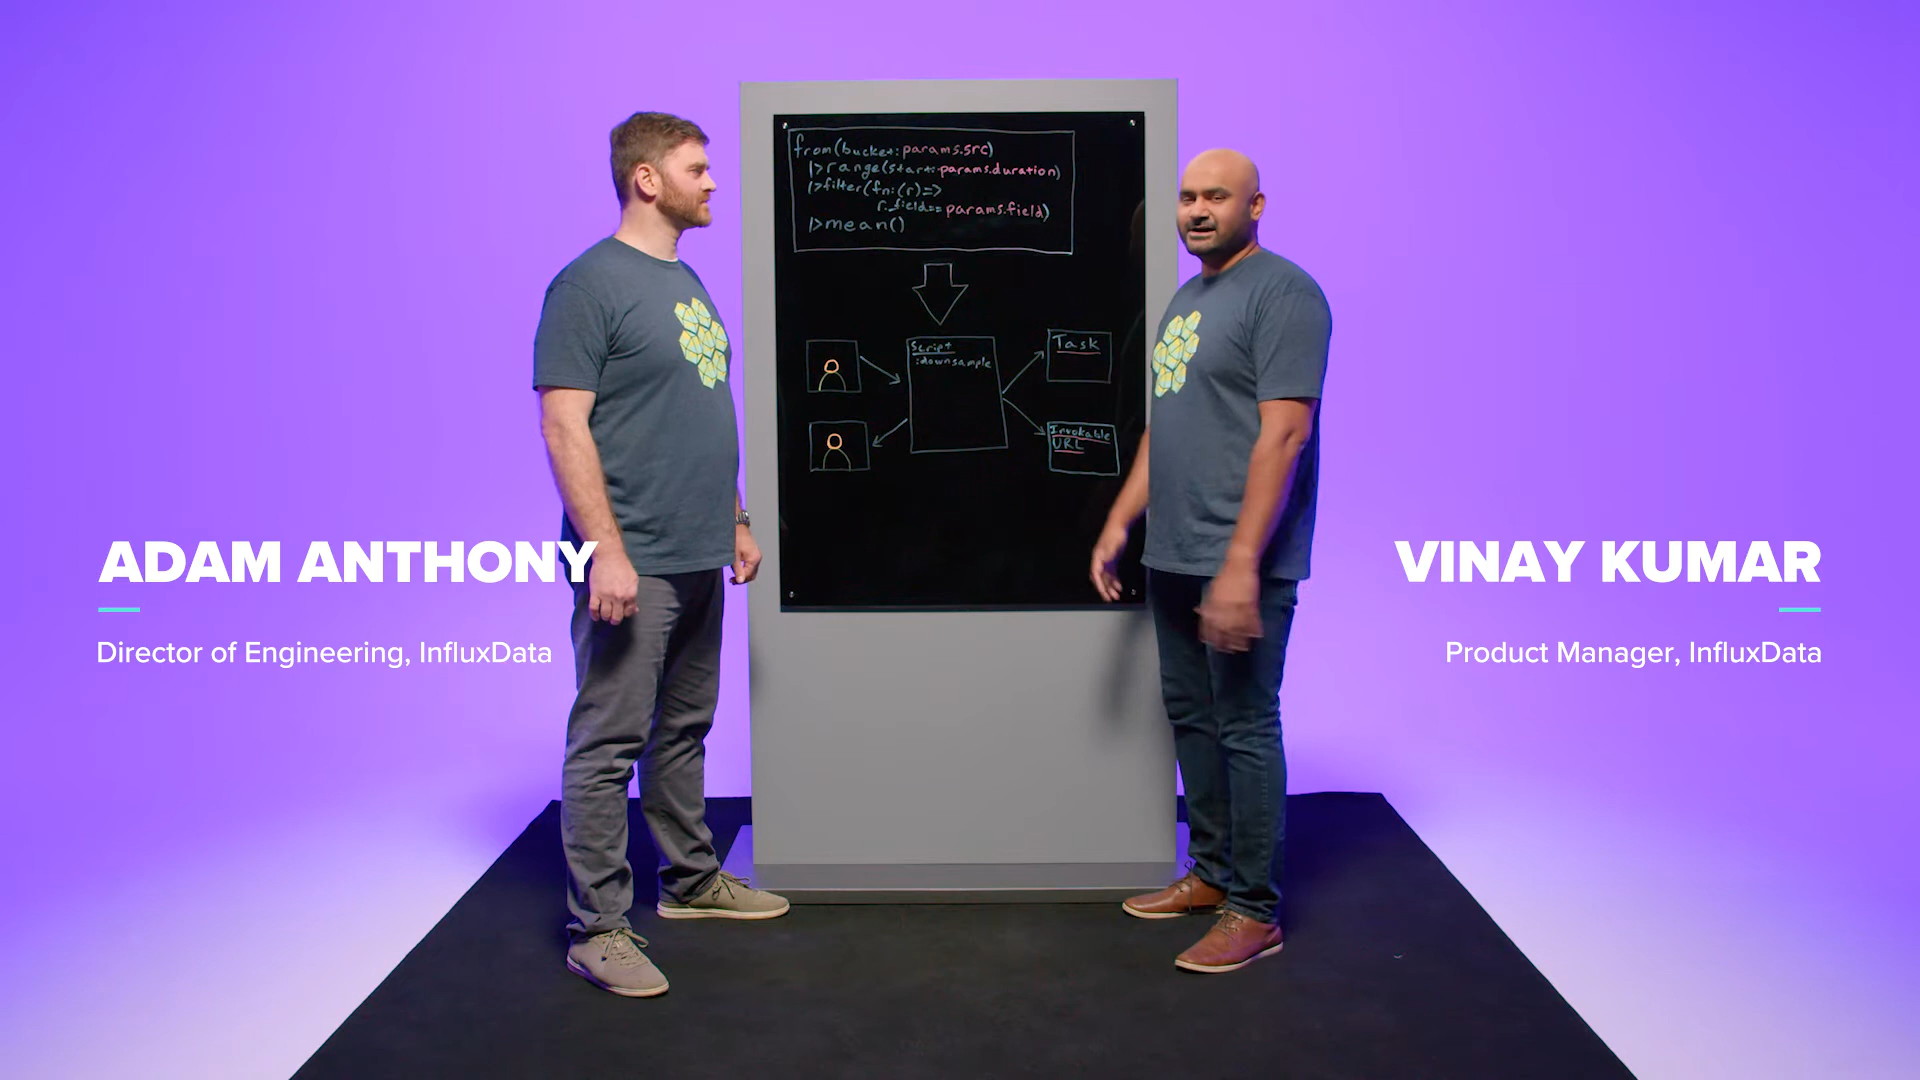 from(bucket: params.src)
|>range(start: params.duration)
|>filter(fn:(r)=>
r._field== params.field)
|>mean()
Script
:downsample
Task
Invokable
URL
ADAM ANTHONY
Director of Engineering, InfluxData
VINAY KUMAR
Product Manager, InfluxData